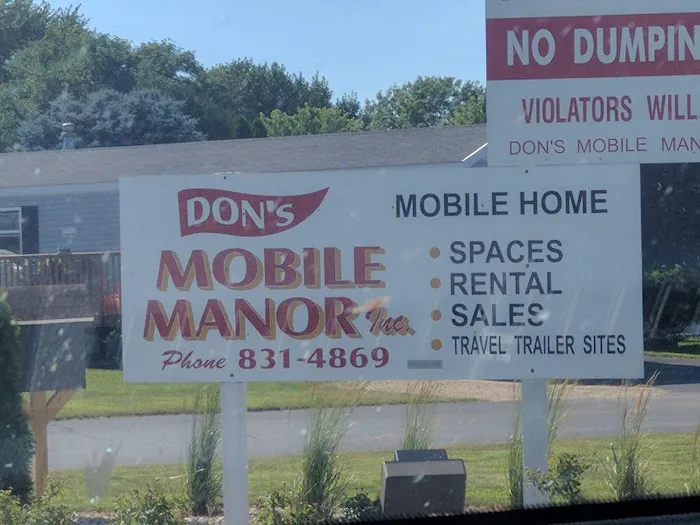 NO DUMPIN
VIOLATORS WILL
DON'S MOBILE MAN
DON'S
MOBILE
MANOR Inc.
Phone 831-4869
MOBILE HOME
• SPACES
• RENTAL
• SALES
• TRAVEL TRAILER SITES